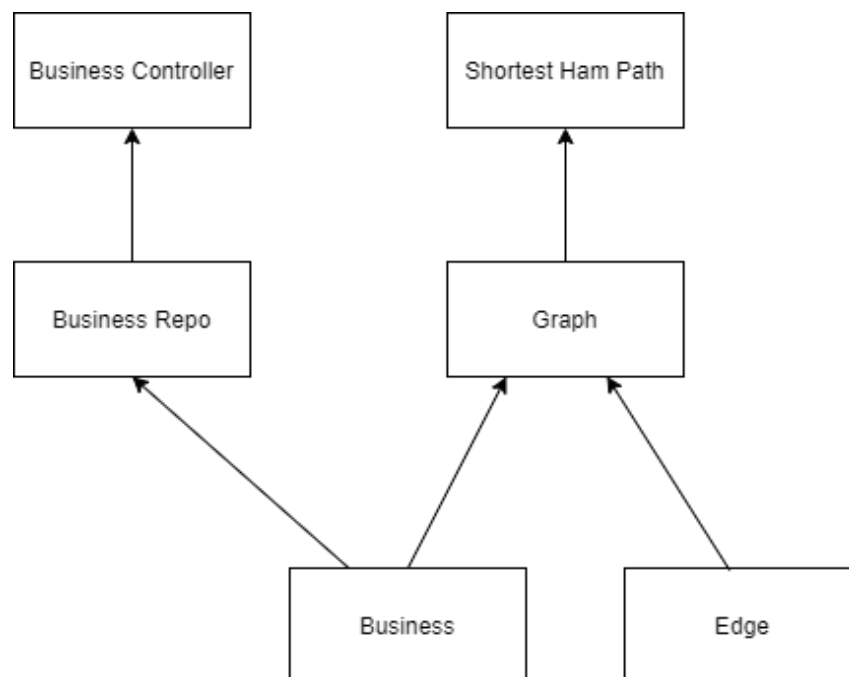 Business Controller
Shortest Ham Path
Business Repo
Graph
Business
Edge